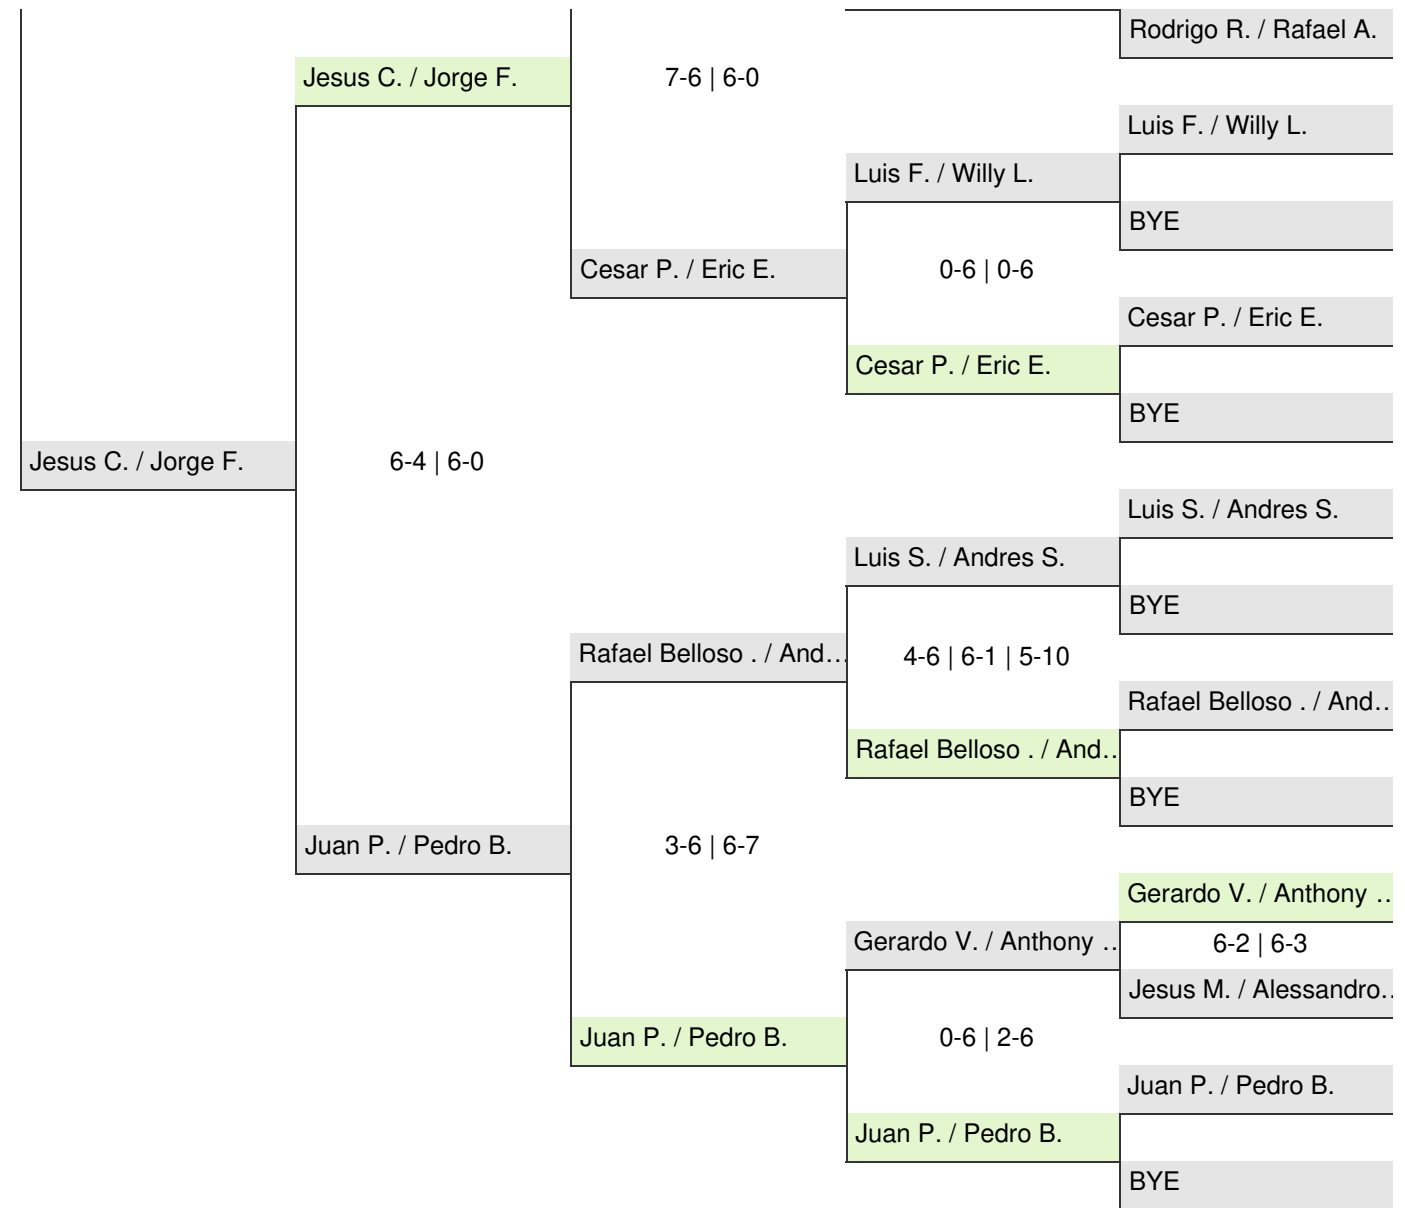 Rodrigo R. / Rafael A.
Jesus C. / Jorge F.
7-6 | 6-0
Luis F. / Willy L.
Luis F. / Willy L.
BYE
Cesar P. / Eric E.
0-6 | 0-6
Cesar P. / Eric E.
Cesar P. / Eric E.
BYE
Jesus C. / Jorge F.
6-4 | 6-0
Luis S. / Andres S.
Luis S. / Andres S.
BYE
Rafael Belloso . / And...
4-6 | 6-1 | 5-10
Rafael Belloso . / And..
Rafael Belloso . / And..
BYE
Juan P. / Pedro B.
3-6 | 6-7
Gerardo V. / Anthony ..
Gerardo V. / Anthony ..
6-2 | 6-3
Jesus M. / Alessandro..
Juan P. / Pedro B.
0-6 | 2-6
Juan P. / Pedro B.
Juan P. / Pedro B.
BYE